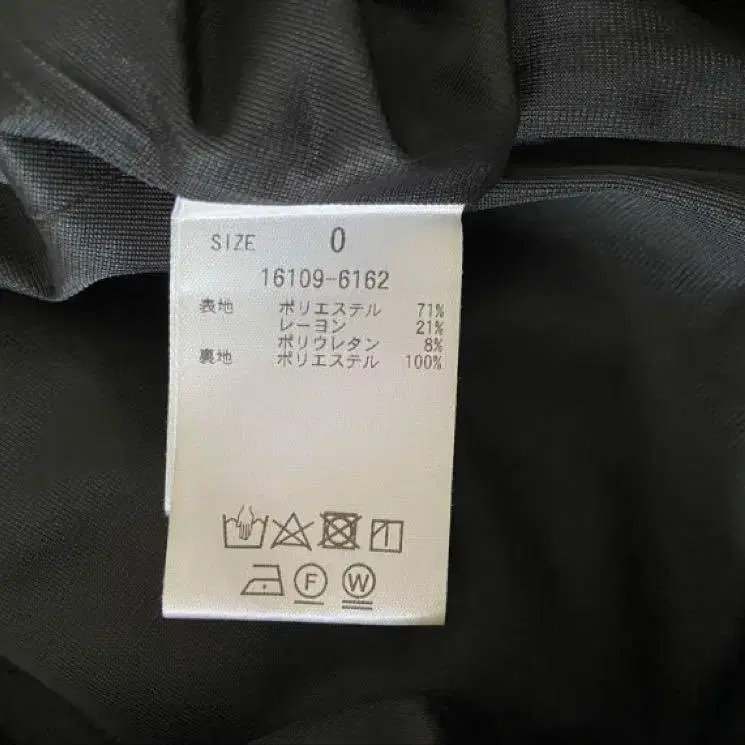 SIZE 0
16109-6162
表地 ポリエステル 71%
レーヨン 21%
ポリウレタン 8%
裏地 ポリエステル 100%
F W